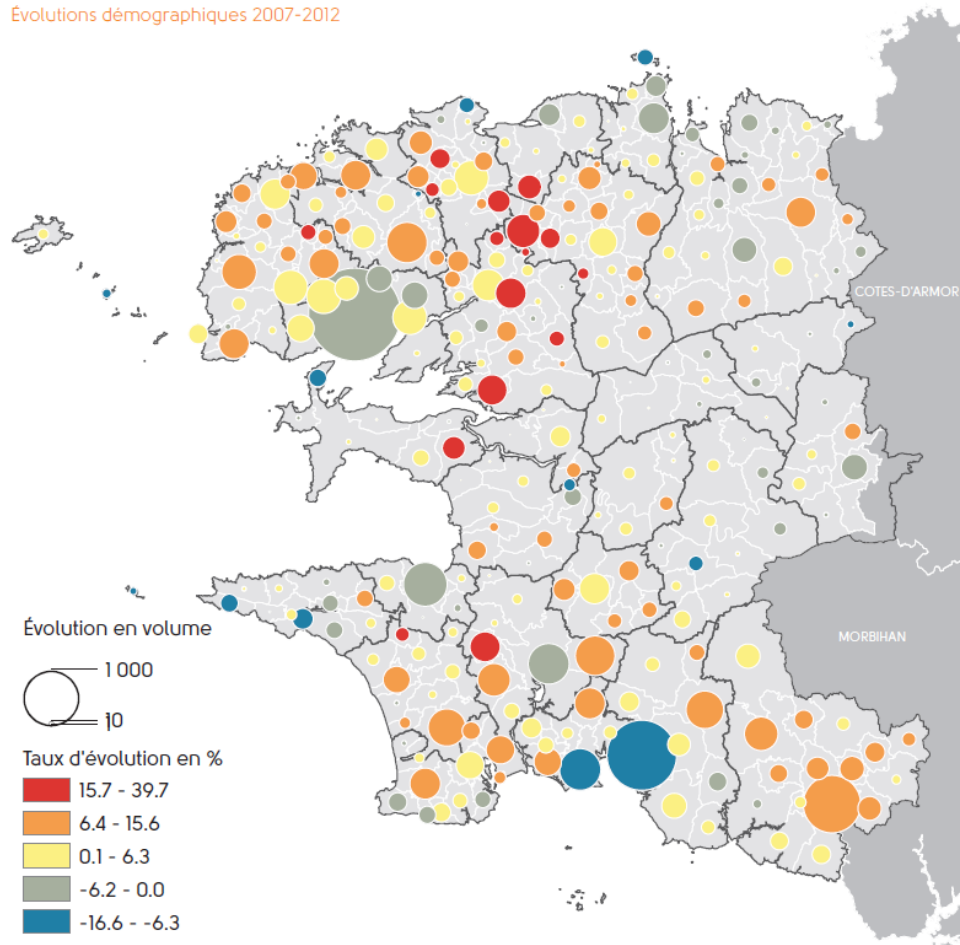 Évolutions démographiques 2007-2012
COTES-D'ARMOR
MORBIHAN
Évolution en volume
1 000
10
Taux d'évolution en %
15.7 - 39.7
6.4 - 15.6
0.1 - 6.3
-6.2 - 0.0
-16.6 - -6.3